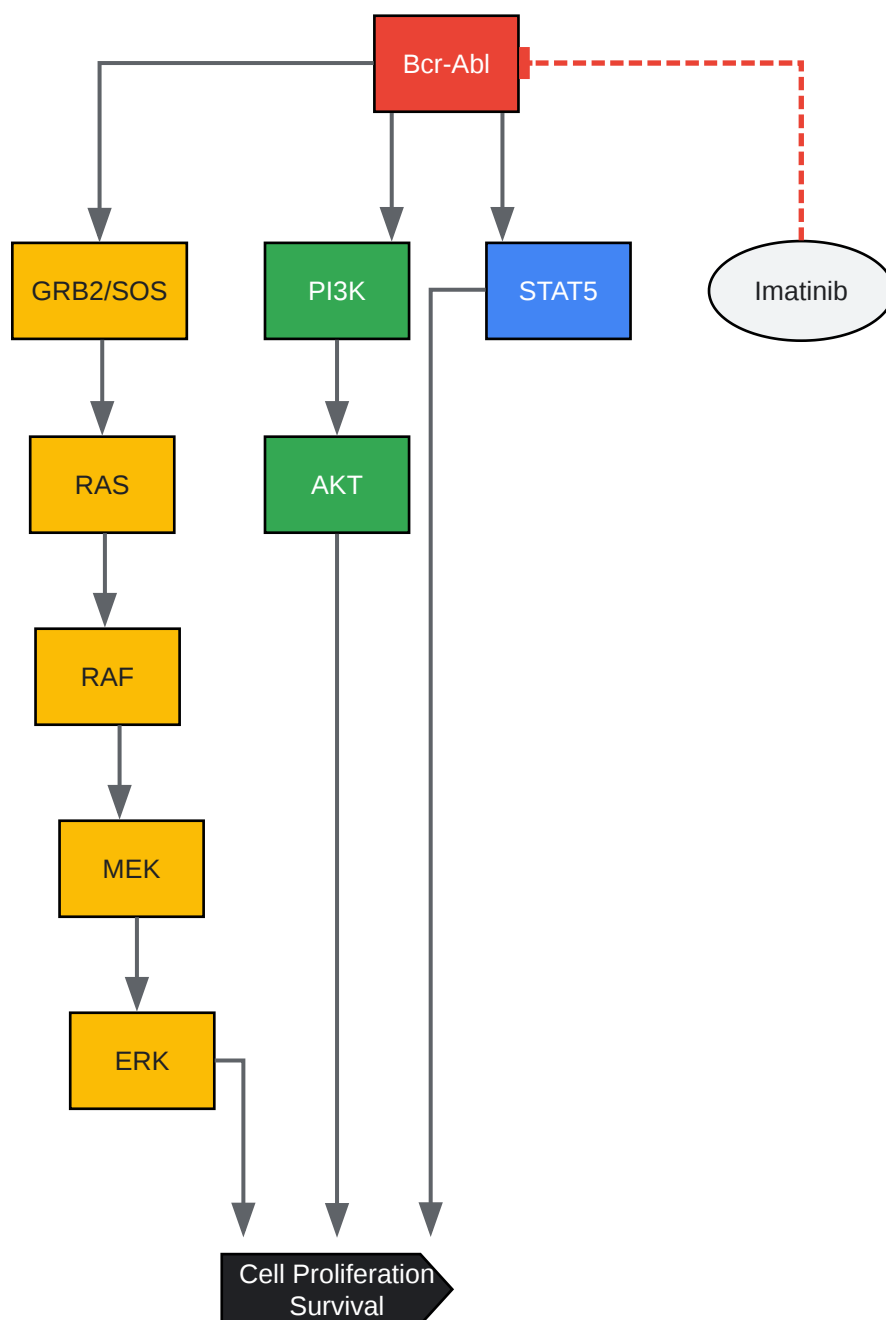 Bcr-Abl
GRB2/SOS
PI3K
STAT5
Imatinib
RAS
AKT
RAF
MEK
ERK
Cell Proliferation
Survival